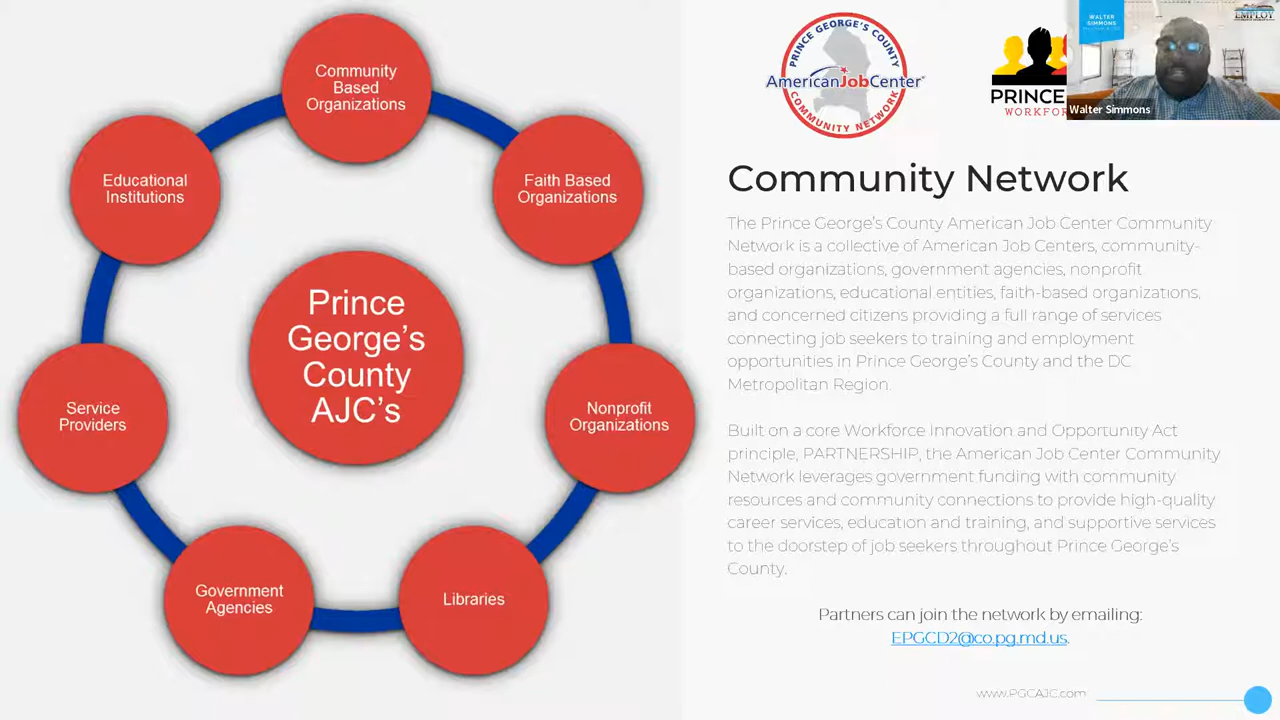 Community
Based
Organizations
Educational
Institutions
Faith Based
Organizations
Prince
George's
County
AJC's
Service
Providers
Nonprofit
Organizations
Government
Agencies
Libraries
PRINCE GEORGE'S COUNTY
AmericanJobCenter
COMMUNITY NETWORK
PRINCE
WORKFOR
WALTER
SIMMONS
EMPLOY
Walter Simmons
Community Network
The Prince George's County American Job Center Community
Network is a collective of American Job Centers, community-
based organizations, government agencies, nonprofit
organizations, educational entities, faith-based organizations,
and concerned citizens providing a full range of services
connecting job seekers to training and employment
opportunities in Prince George's County and the DC
Metropolitan Region.
Built on a core Workforce Innovation and Opportunity Act
principle, PARTNERSHIP, the American Job Center Community
Network leverages government funding with community
resources and community connections to provide high-quality
career services, education and training, and supportive services
to the doorstep of job seekers throughout Prince George's
County.
Partners can join the network by emailing:
EPGCD2@co.pg.md.us.
www.PGCAJC.com